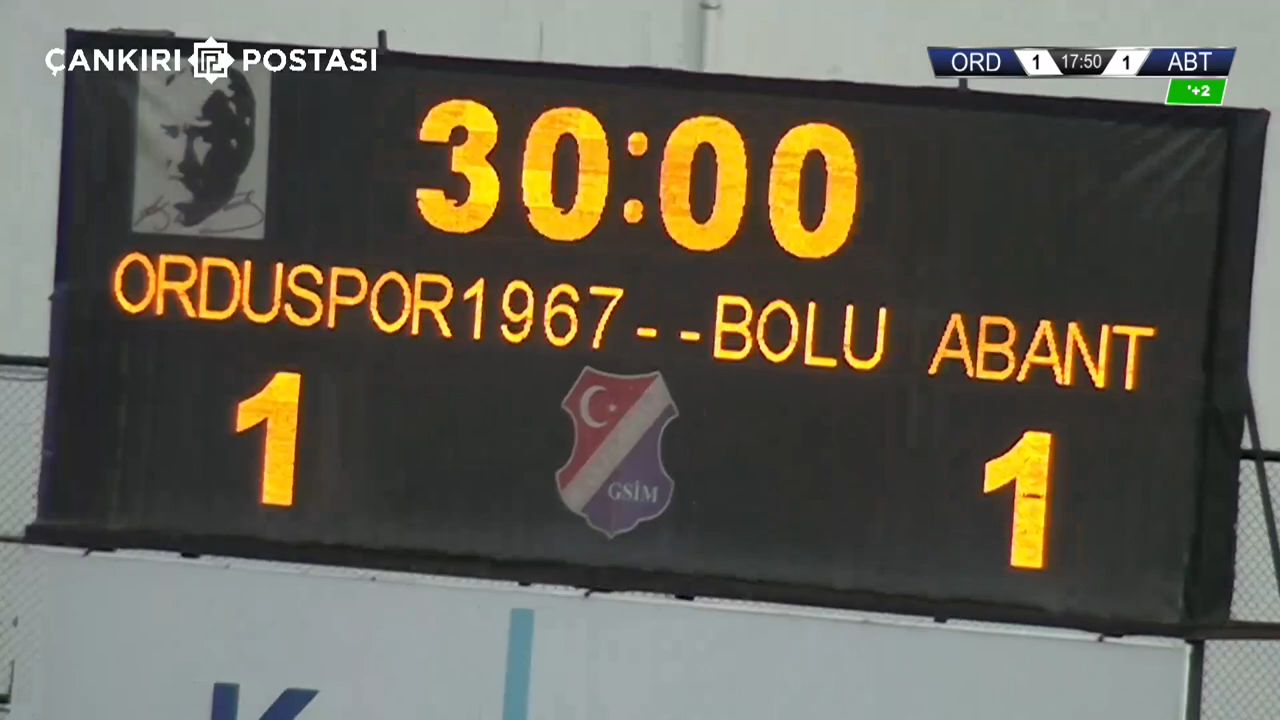 ÇANKIRI POSTASI
ORD 1 17:50 1 ABT
'+2
30:00
ORDUSPOR1967--BOLU ABANT
1 1
GSİM
K